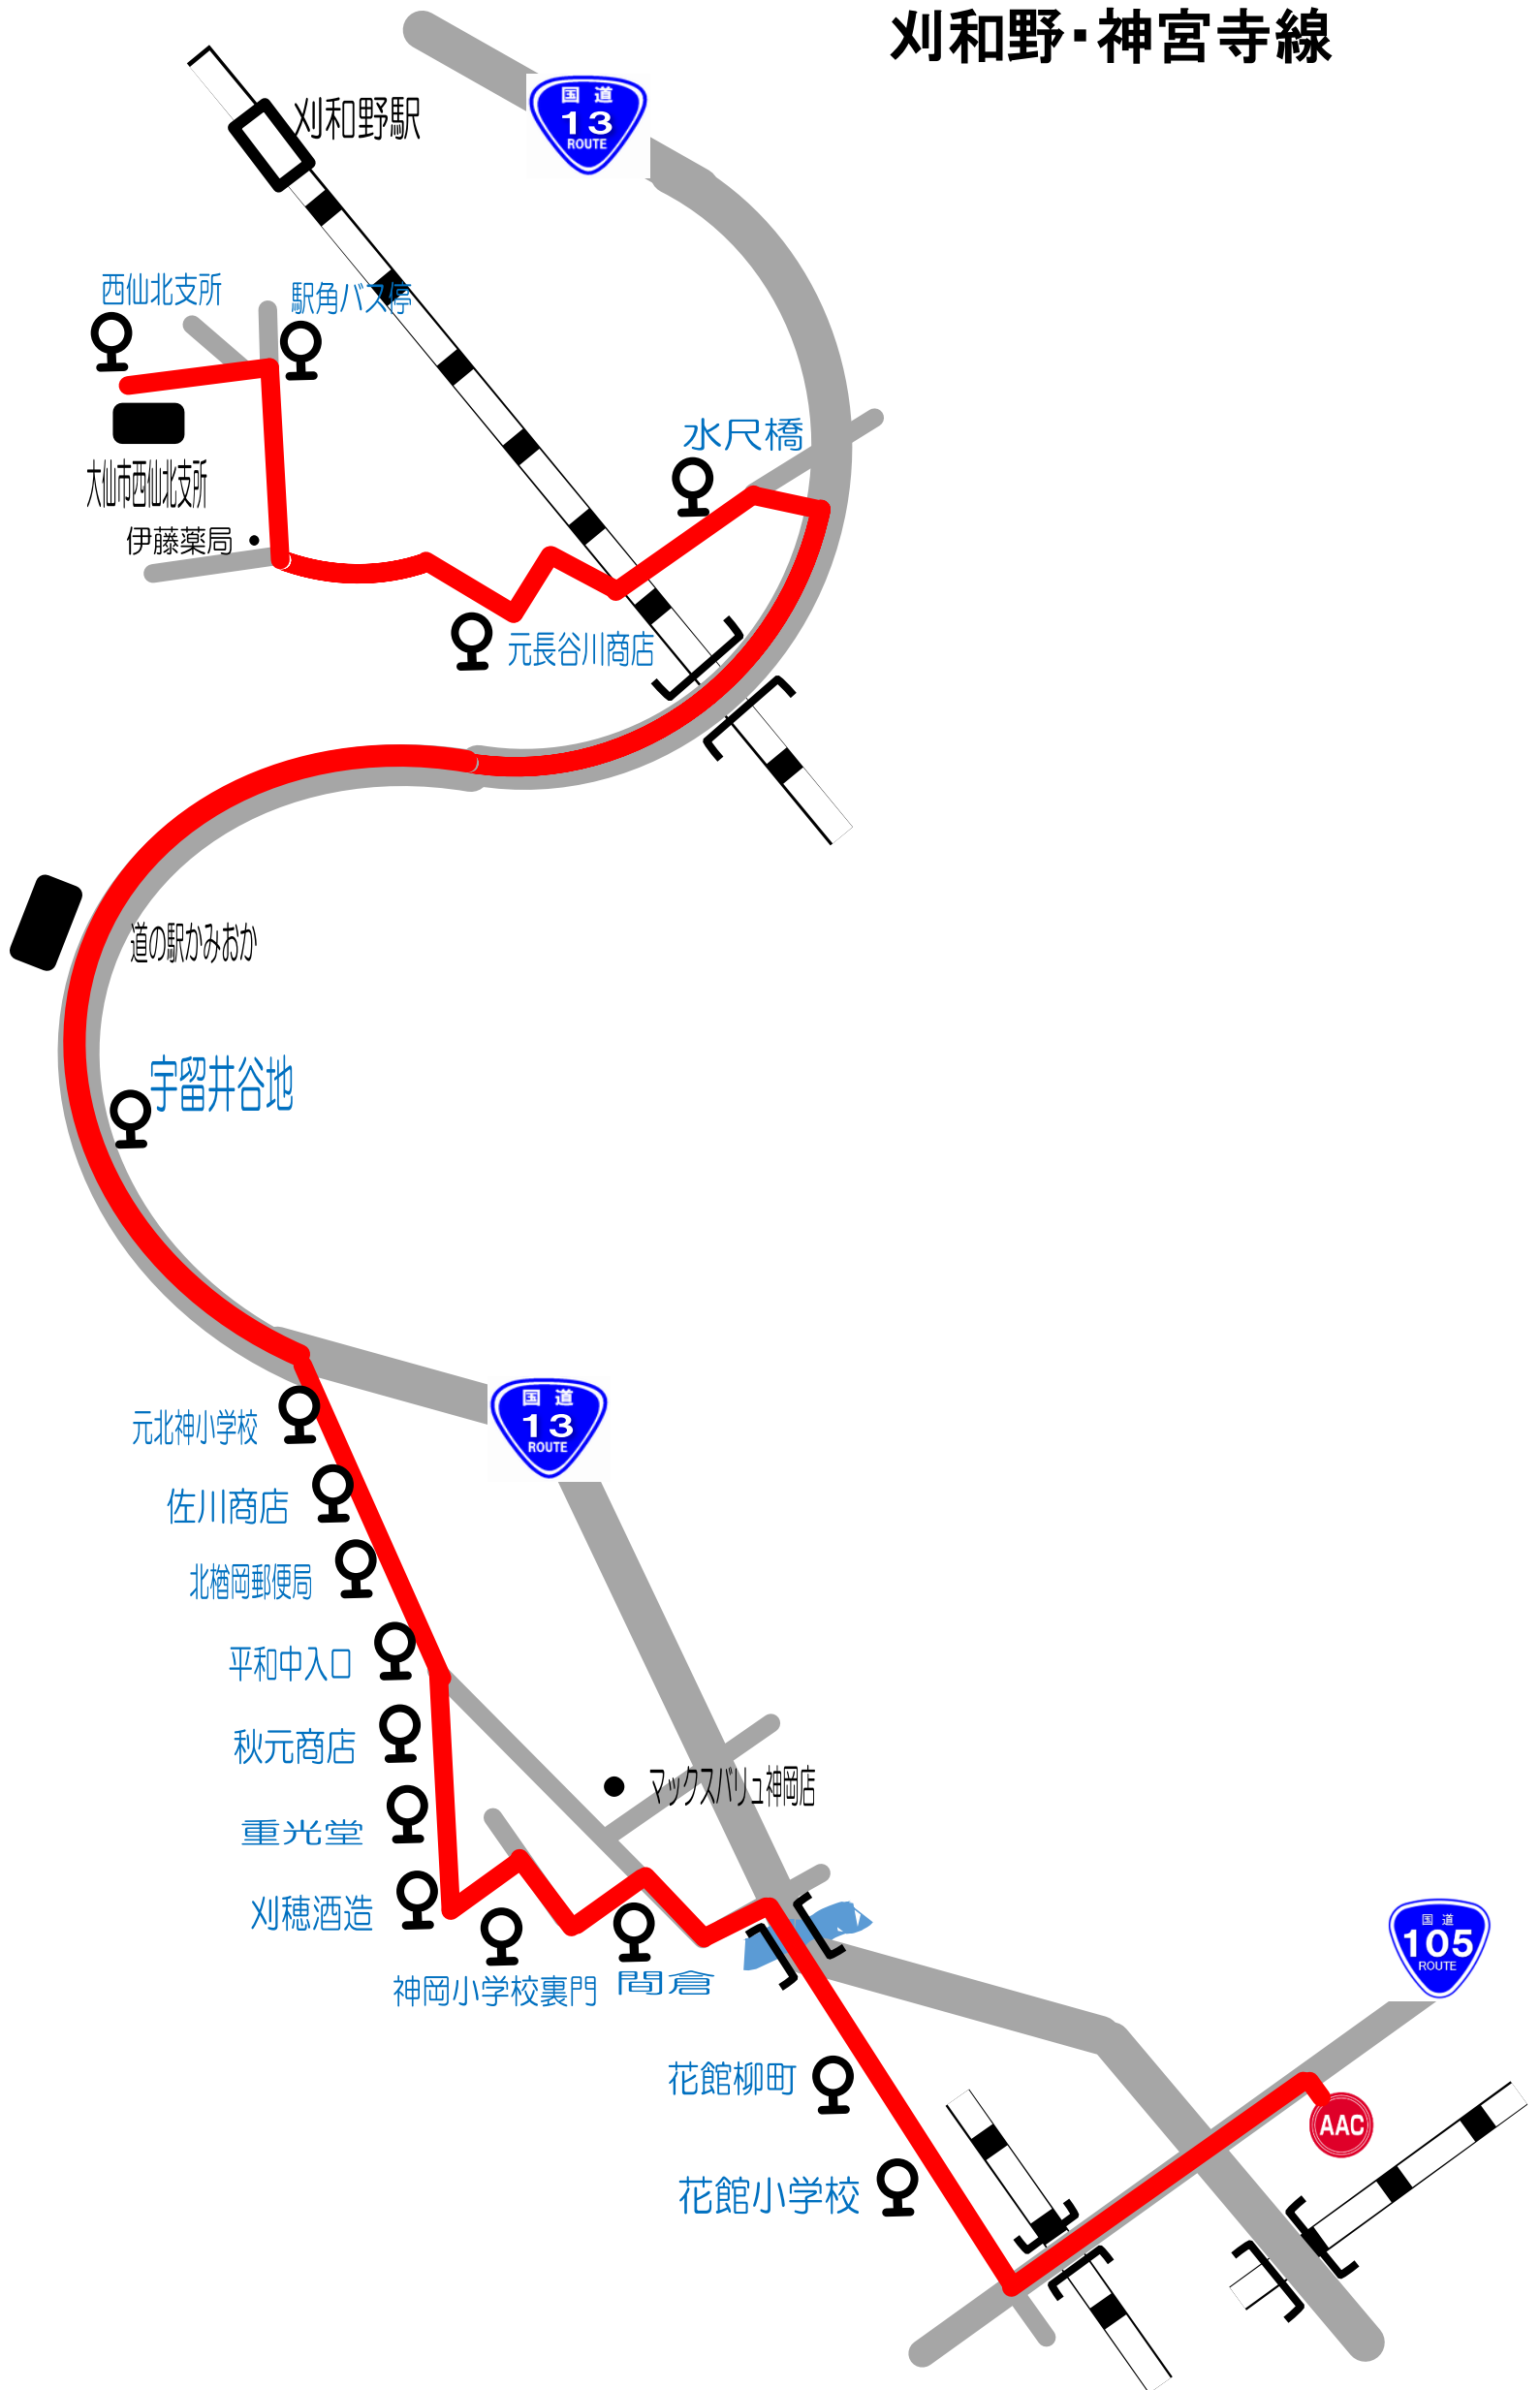 刈和野・神宮寺線
国道
13
ROUTE
刈和野駅
西仙北支所
駅角バス停
水尺橋
大仙市西仙北支所
伊藤薬局
元長谷川商店
道の駅かみおか
宇留井谷地
国道
13
ROUTE
元北神小学校
佐川商店
北楢岡郵便局
平和中入口
秋元商店
マックスバリュ神岡店
重光堂
刈穂酒造
神岡小学校裏門
間倉
国道
105
ROUTE
花館柳町
AAC
花館小学校